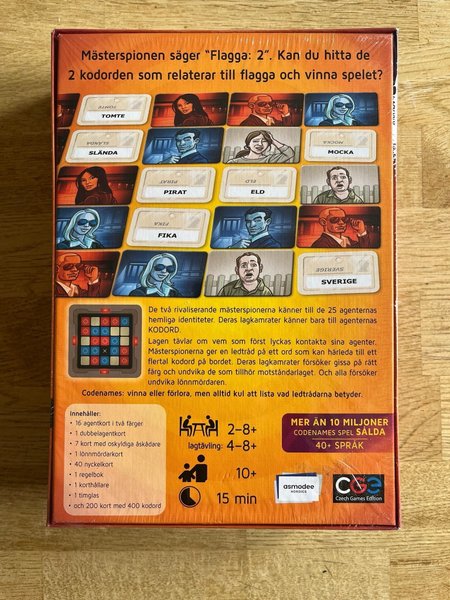 Mästerspionen säger "Flagga: 2". Kan du hitta de
2 kodorden som relaterar till flagga och vinna spelet?
TOMTE
TOMTE
SLÄNDA
SLÄNDA
MOCKA
MOCKA
PIRAT
PIRAT
ELD
ELD
FIKA
FIKA
SVERIGE
SVERIGE
De två rivaliserande mästerspionerna känner till de 25 agenternas
hemliga identiteter. Deras lagkamrater känner bara till agenternas
KODORD.
Lagen tävlar om vem som först lyckas kontakta sina agenter.
Mästerspionerna ger en ledtråd på ett ord som kan härleda till ett
flertal kodord på bordet. Deras lagkamrater försöker gissa på rätt
färg och undvika de som tillhör motståndarlaget. Och alla försöker
undvika lönnmördaren.
Codenames: vinna eller förlora, men alltid kul att lista vad ledtrådarna betyder.
Innehåller:
• 16 agentkort i två färger
• 1 dubbelagentkort
• 7 kort med oskyldiga åskådare
• 1 lönnmördarkort
• 40 nyckelkort
• 1 regelbok
• 1 korthållare
• 1 timglas
• och 200 kort med 400 kodord
2–8+
lagtävling: 4–8+
10+
15 min
MER ÄN 10 MILJONER
CODENAMES SPEL SÅLDA
40+ SPRÅK
asmodee
NORDICS
CGE
Czech Games Edition